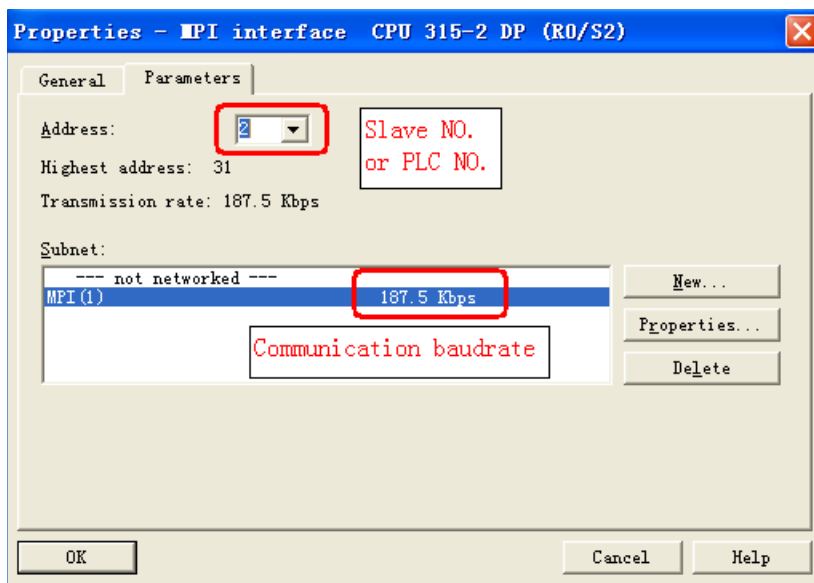 Properties - MPI interface CPU 315-2 DP (R0/S2)
General Parameters
Address: 2 Slave NO.
or PLC NO.
Highest address: 31
Transmission rate: 187.5 Kbps
Subnet:
--- not networked ---
MPI(1) 187.5 Kbps
Communication baudrate
New...
Properties...
Delete
OK Cancel Help